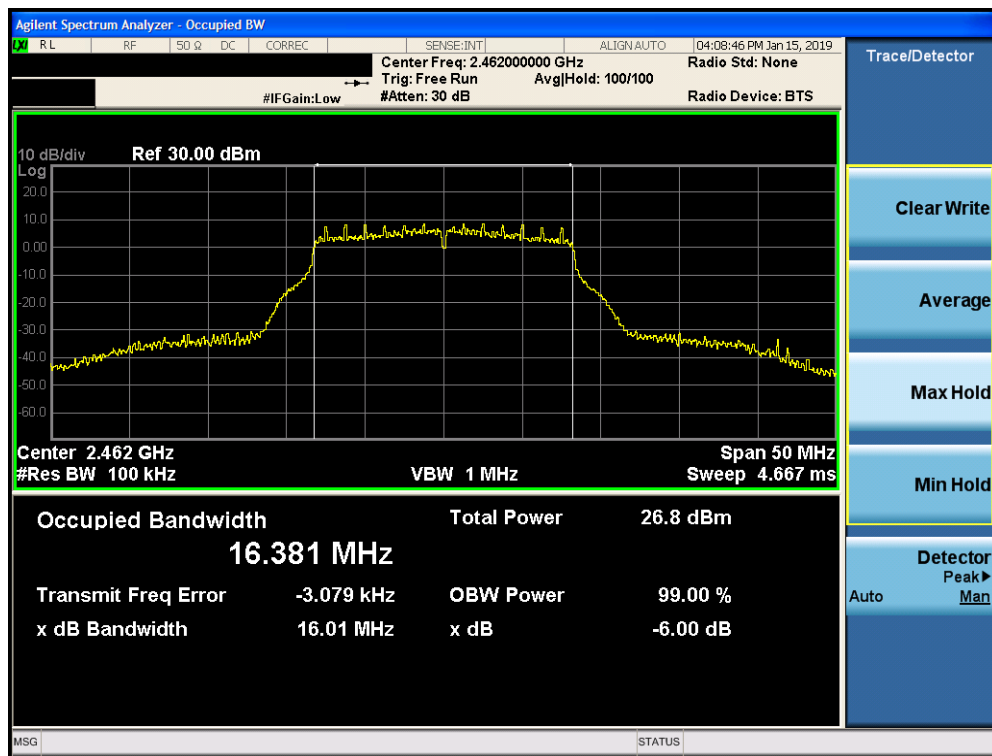 Agilent Spectrum Analyzer - Occupied BW
LXI RL RF 50 Ω DC CORREC SENSE:INT ALIGN AUTO 04:08:46 PM Jan 15, 2019
Center Freq: 2.462000000 GHz Radio Std: None
Trig: Free Run Avg|Hold: 100/100
#IFGain:Low #Atten: 30 dB Radio Device: BTS
Trace/Detector
10 dB/div Ref 30.00 dBm
Log
20.0
10.0
0.00
-10.0
-20.0
-30.0
-40.0
-50.0
-60.0
Center 2.462 GHz Span 50 MHz
#Res BW 100 kHz VBW 1 MHz Sweep 4.667 ms
Occupied Bandwidth Total Power 26.8 dBm
16.381 MHz
Transmit Freq Error -3.079 kHz OBW Power 99.00 %
x dB Bandwidth 16.01 MHz x dB -6.00 dB
Clear Write
Average
Max Hold
Min Hold
Detector
Peak▶
Auto Man
MSG STATUS